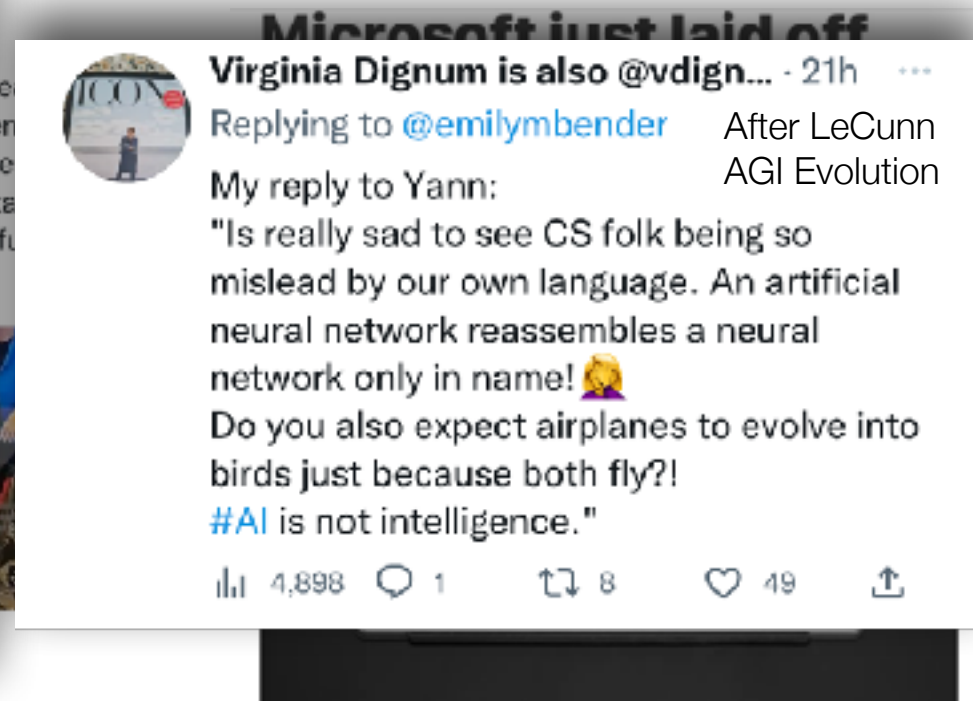 Microsoft just laid off
Virginia Dignum is also @vdign... · 21h
Replying to @emilymbender
After LeCunn
AGI Evolution
My reply to Yann:
"Is really sad to see CS folk being so
mislead by our own language. An artificial
neural network reassembles a neural
network only in name!🤦‍♀️
Do you also expect airplanes to evolve into
birds just because both fly?!
#AI is not intelligence."
4,898 1 8 49